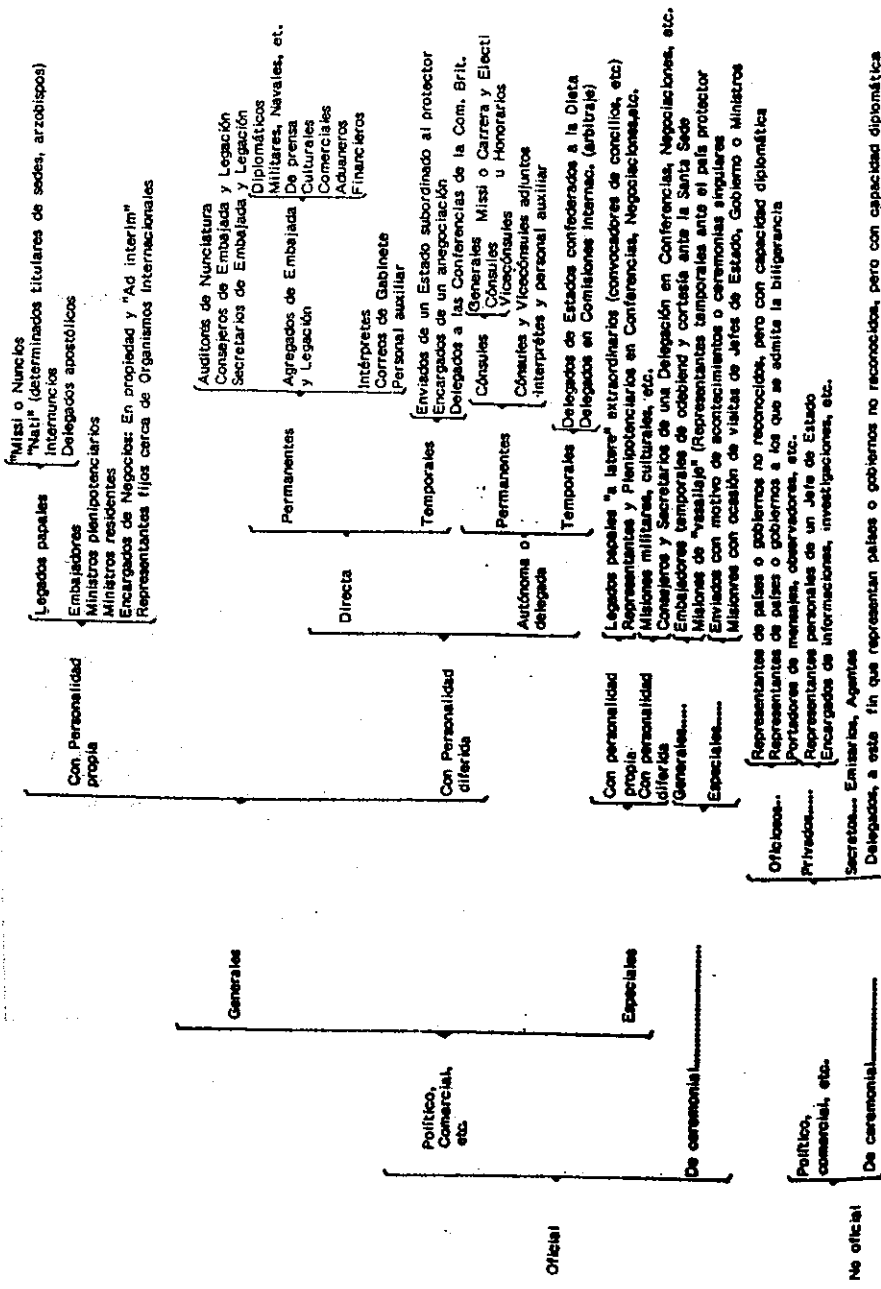 Oficial
Político,
Comercial,
etc.
Generales
Con Personalidad
propia
Legados papales
"Missi o Nuncios
"Nati" (determinados titulares de sedes, arzobispos)
Internuncios
Delegados apostólicos
Embajadores
Ministros plenipotenciarios
Ministros residentes
Encargados de Negocios: En propiedad y "Ad interim"
Representantes fijos cerca de Organismos Internacionales
Con Personalidad
diferida
Directa
Permanentes
Auditores de Nunciatura
Consejeros de Embajada y Legación
Secretarios de Embajada y Legación
Agregados de Embajada
y Legación
Diplomáticos
Militares, Navales, et.
De prensa
Culturales
Comerciales
Aduaneros
Financieros
Intérpretes
Correos de Gabinete
Personal auxiliar
Temporales
Enviados de un Estado subordinado al protector
Encargados de un anegociación
Delegados a las Conferencias de la Com. Brit.
Autónoma o
delegada
Permanentes
Cónsules
Generales Missi o Carrera y Electi
Cónsules u Honorarios
Vicecónsules
Cónsules y Vicecónsules adjuntos
Interprétes y personal auxiliar
Temporales
Delegados de Estados confederados a la Dieta
Delegados en Comisiones Internac. (arbitraje)
Especiales
Con personalidad
propia
Legados papales "a latere" extraordinarios (convocadores de concilios, etc)
Representantes y Plenipotenciarios en Conferencias, Negociaciones,etc.
Misiones militares, culturales, etc.
Con personalidad
diferida
Consejeros y Secretarios de una Delegación en Conferencias, Negociaciones, etc.
De ceremonial
Generales.....
Embajadores temporales de odebiend y cortesía ante la Santa Sede
Misiones de "vasallaje" (Representantes temporales ante el país protector
Especiales.....
Enviados con motivo de acontecimientos o ceremonias singulares
Misionres con ocasión de visitas de Jefes de Estado, Gobierno o Ministros
No oficial
Político,
comercial, etc.
Oficiosos...
Representantes de países o gobiernos no reconocidos, pero con capacidad diplomática
Representantes de países o gobiernos a los que se admite la biligerancia
Portadores de mensajes, observadores, etc.
Privados.....
Representantes personales de un Jefe de Estado
Encargados de informaciones, investigaciones, etc.
Secretos.... Emisarios, Agentes
De ceremonial
Delegados, a este fin que representan países o gobiernos no reconocidos, pero con capacidad diplomática